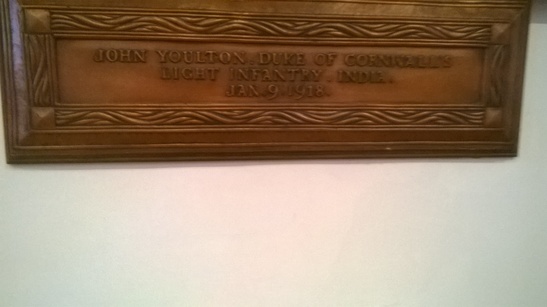 JOHN YOULTON. DUKE OF CORNWALL'S
LIGHT INFANTRY. INDIA.
JAN. 9. 1918.